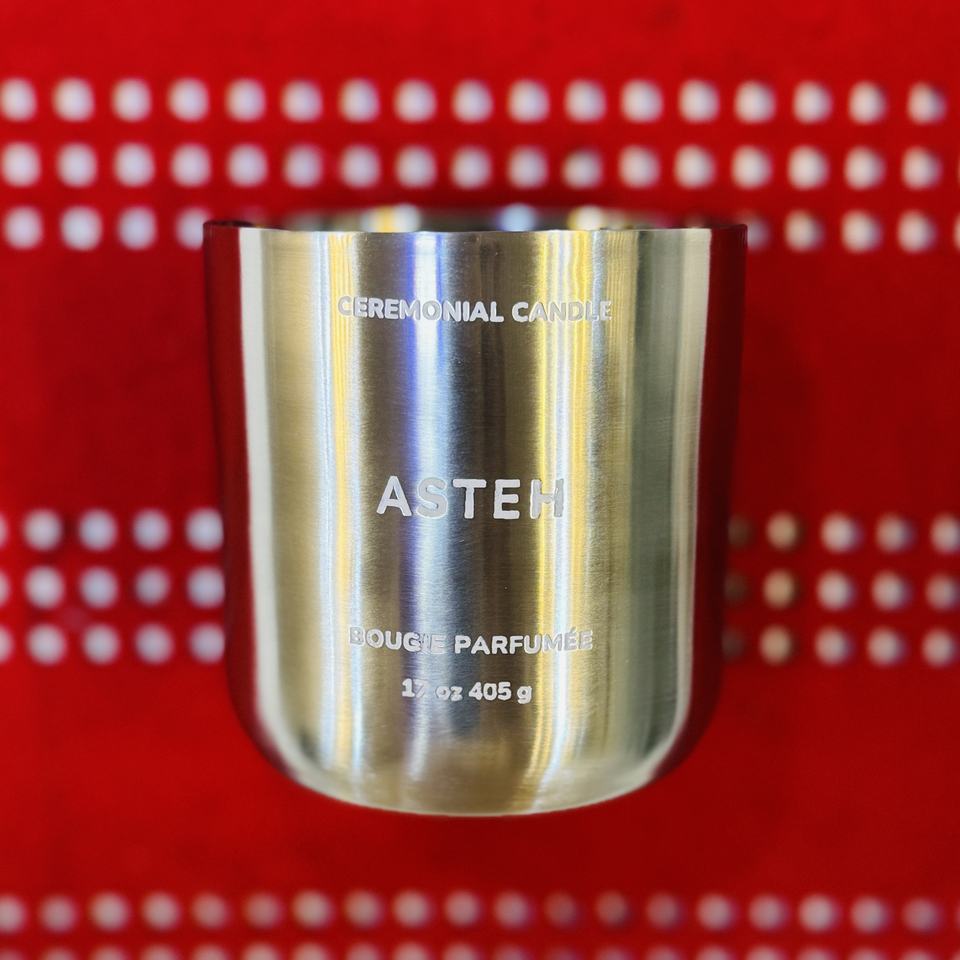 CEREMONIAL CANDLE
ASTEH
BOUGIE PARFUMÉE
17 oz 405 g